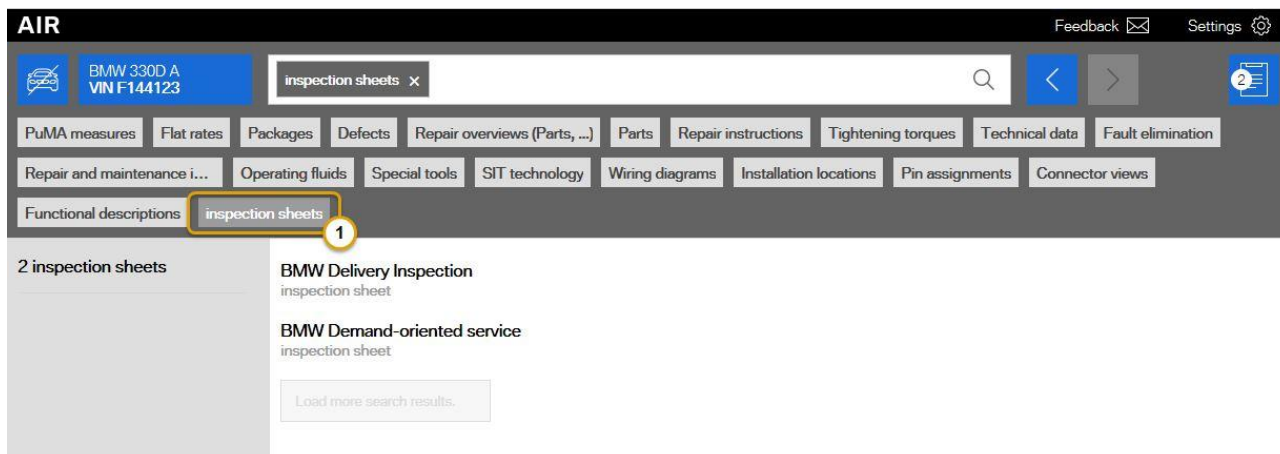 AIR
Feedback
Settings
BMW 330D A
VIN F144123
inspection sheets x
2
PuMA measures Flat rates Packages Defects Repair overviews (Parts, ...) Parts Repair instructions Tightening torques Technical data Fault elimination
Repair and maintenance i... Operating fluids Special tools SIT technology Wiring diagrams Installation locations Pin assignments Connector views
Functional descriptions inspection sheets
1
2 inspection sheets
BMW Delivery Inspection
inspection sheet
BMW Demand-oriented service
inspection sheet
Load more search results.